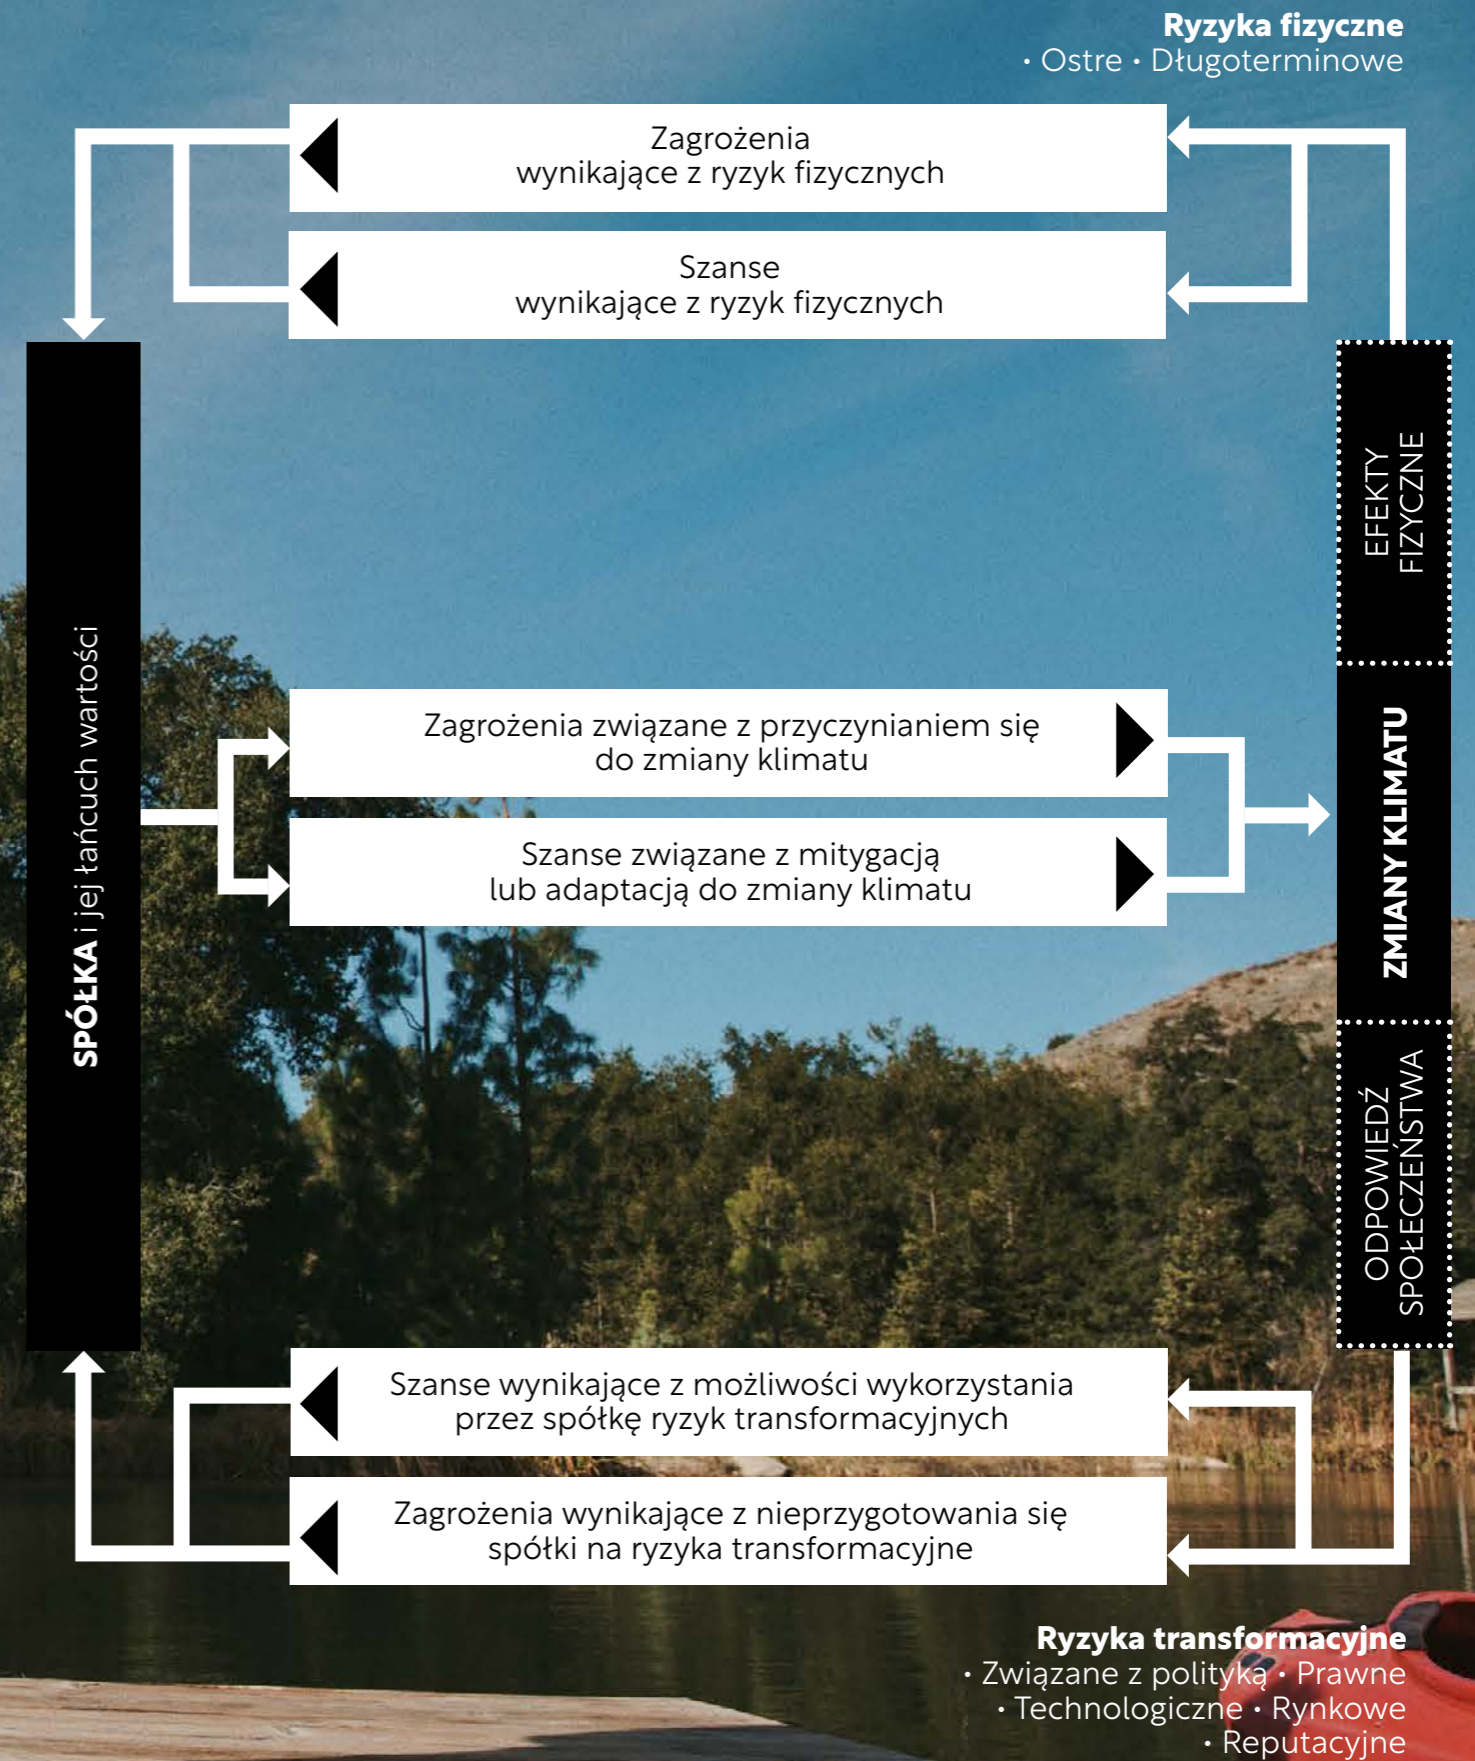 Ryzyka fizyczne
• Ostre • Długoterminowe
Zagrożenia
wynikające z ryzyk fizycznych
Szanse
wynikające z ryzyk fizycznych
SPÓŁKA i jej łańcuch wartości
Zagrożenia związane z przyczynianiem się
do zmiany klimatu
Szanse związane z mitygacją
lub adaptacją do zmiany klimatu
EFEKTY
FIZYCZNE
ZMIANY KLIMATU
ODPOWIEDŹ
SPOŁECZEŃSTWA
Szanse wynikające z możliwości wykorzystania
przez spółkę ryzyk transformacyjnych
Zagrożenia wynikające z nieprzygotowania się
spółki na ryzyka transformacyjne
Ryzyka transformacyjne
• Związane z polityką • Prawne
• Technologiczne • Rynkowe
• Reputacyjne